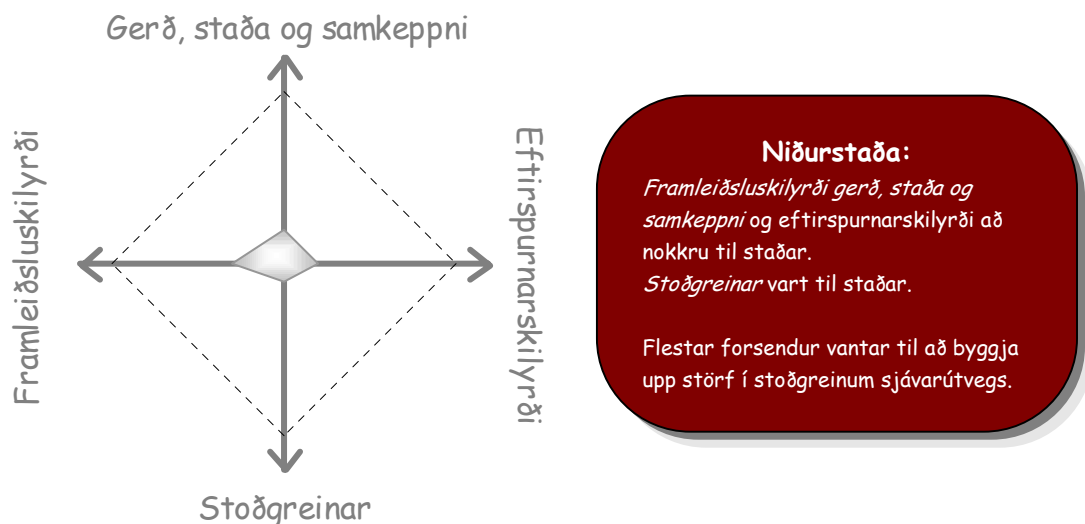 Gerð, staða og samkeppni
Framleiðsluskilyrði
Eftirspurnarskilyrði
Stoðgreinar
Niðurstaða:
Framleiðsluskilyrði gerð, staða og
samkeppni og eftirspurnarskilyrði að
nokkru til staðar.
Stoðgreinar vart til staðar.
Flestar forsendur vantar til að byggja
upp störf í stoðgreinum sjávarútvegs.